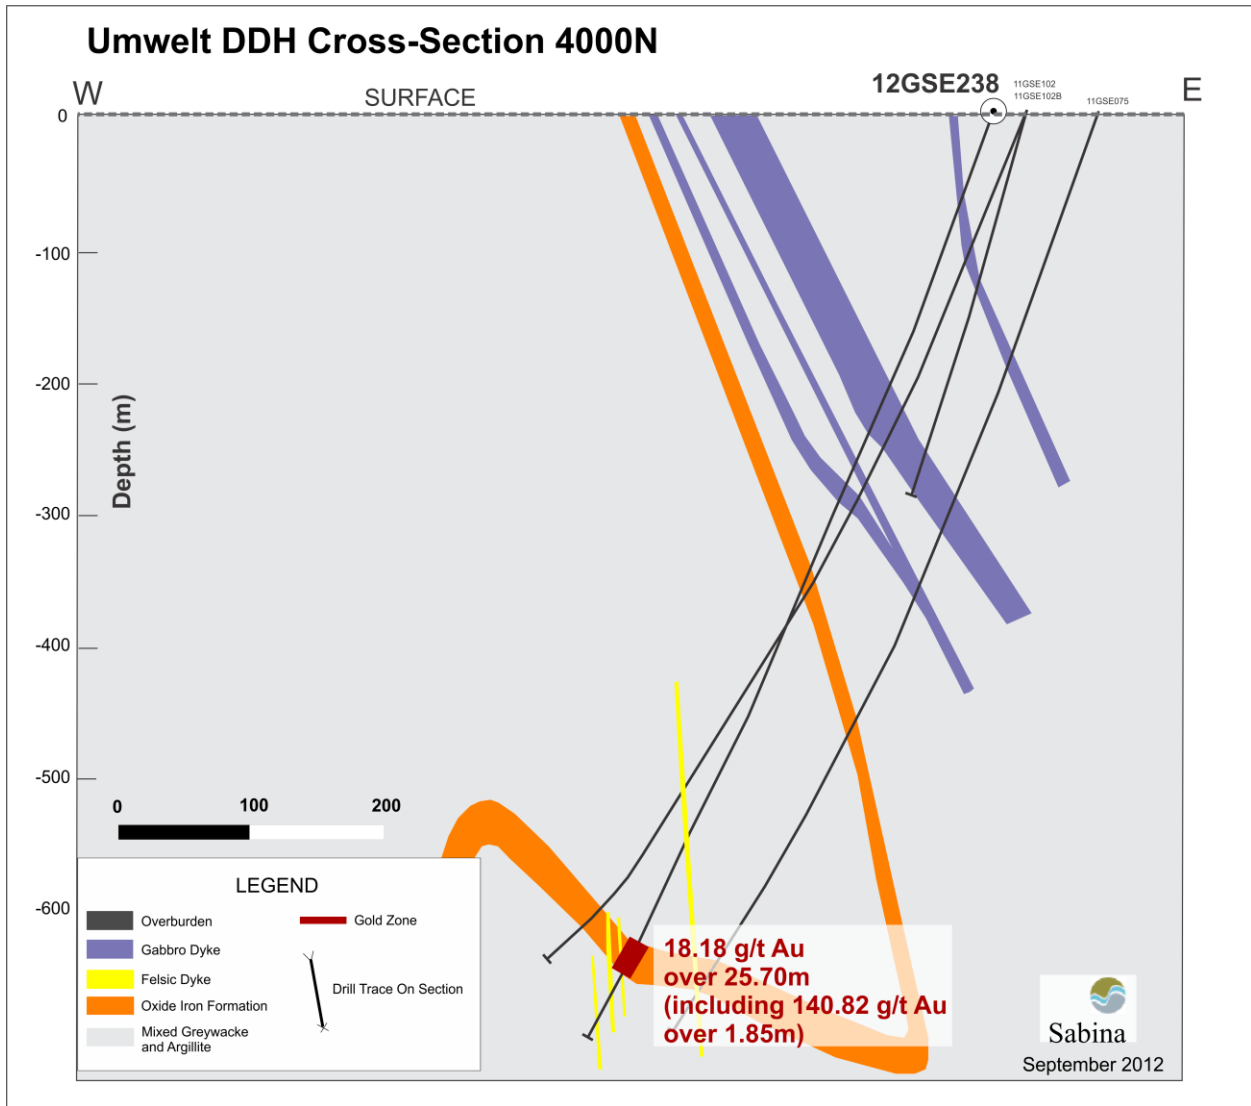 Umwelt DDH Cross-Section 4000N
W
SURFACE
12GSE238
11GSE102
11GSE102B
11GSE075
E
0
-100
-200
-300
-400
-500
-600
Depth (m)
0 100 200
LEGEND
Overburden
Gabbro Dyke
Felsic Dyke
Oxide Iron Formation
Mixed Greywacke
and Argillite
Gold Zone
Drill Trace On Section
18.18 g/t Au
over 25.70m
(including 140.82 g/t Au
over 1.85m)
Sabina
September 2012